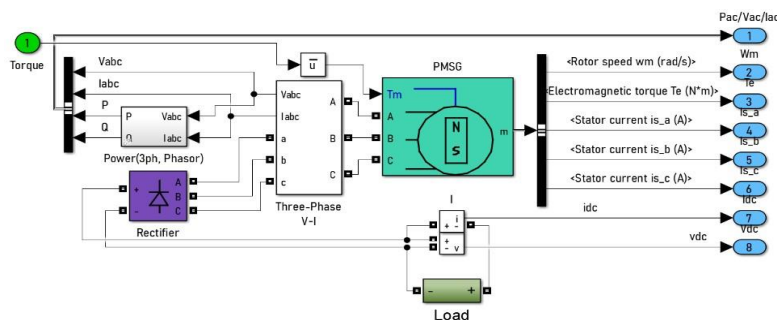 Pac/Vac/Iac
1
1
Torque
Vabc
Iabc
P
Q
P
Q
Vabc
Iabc
Power(3ph, Phasor)
u
Vabc
Iabc
a
b
c
A
B
C
Three-Phase
V-I
PMSG
Tm
A
B
C
N
S
m
<Rotor speed wm (rad/s)>
Wm
2
<Electromagnetic torque Te (N*m)>
Te
3
<Stator current is_a (A)>
is_a
4
<Stator current is_b (A)>
is_b
5
<Stator current is_c (A)>
is_c
6
+
-
A
B
C
Rectifier
I
i
+ -
+
-
v
idc
Idc
7
vdc
Vdc
8
- +
Load